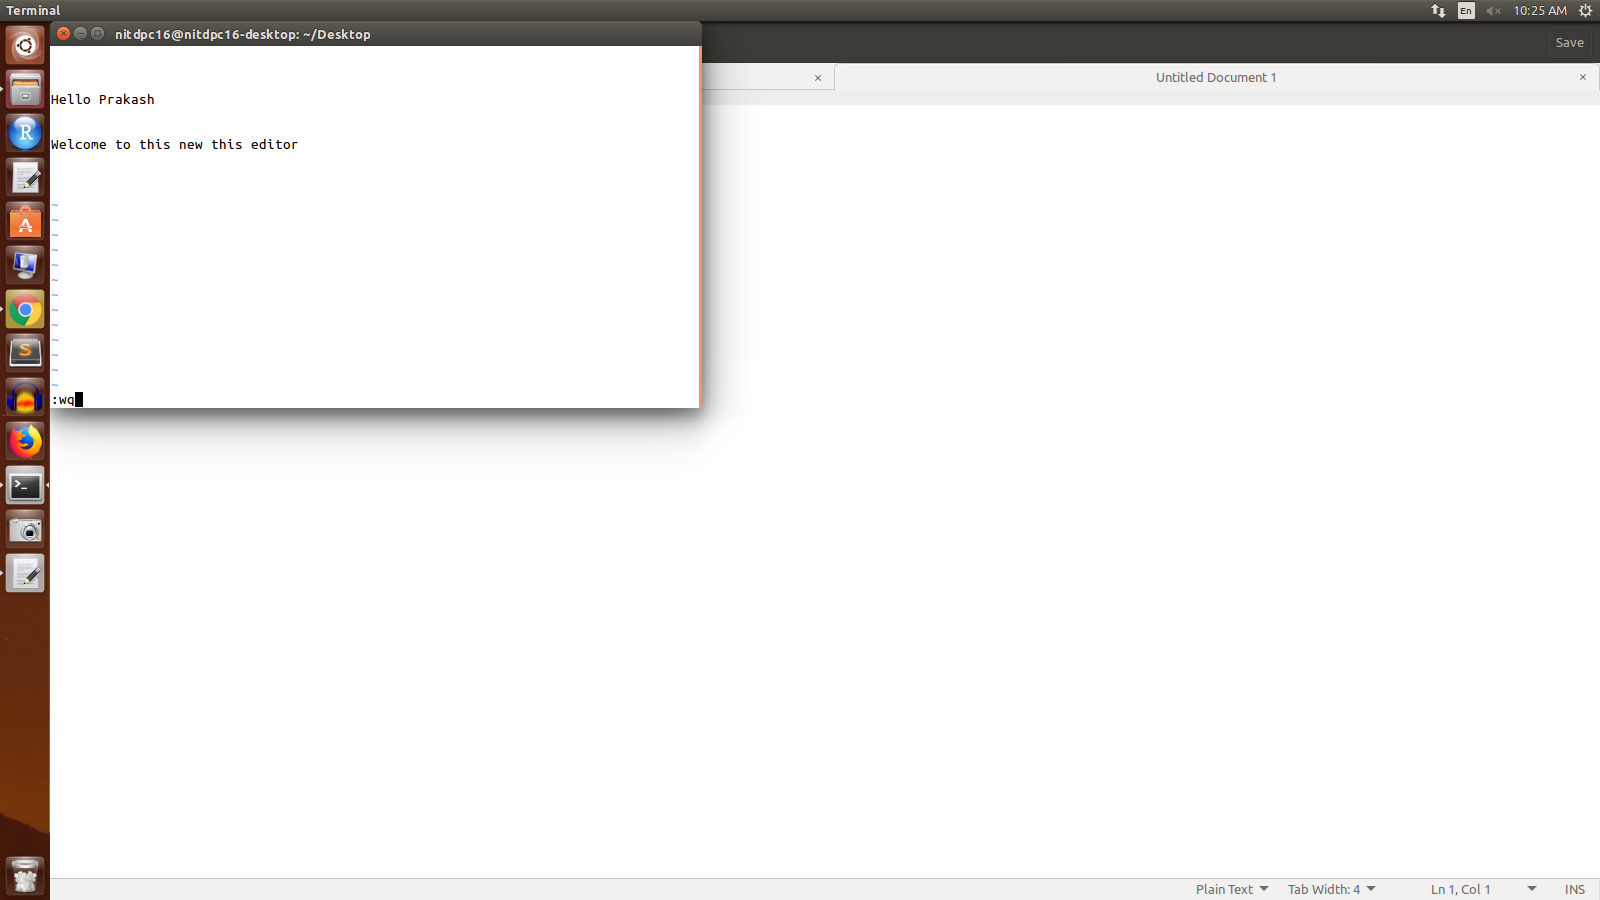 Terminal
En
10:25 AM
nitdpc16@nitdpc16-desktop: ~/Desktop
Save
Untitled Document 1
Hello Prakash
Welcome to this new this editor
~
~
~
~
~
~
~
~
~
~
~
~
~
:wq
Plain Text
Tab Width: 4
Ln 1, Col 1
INS